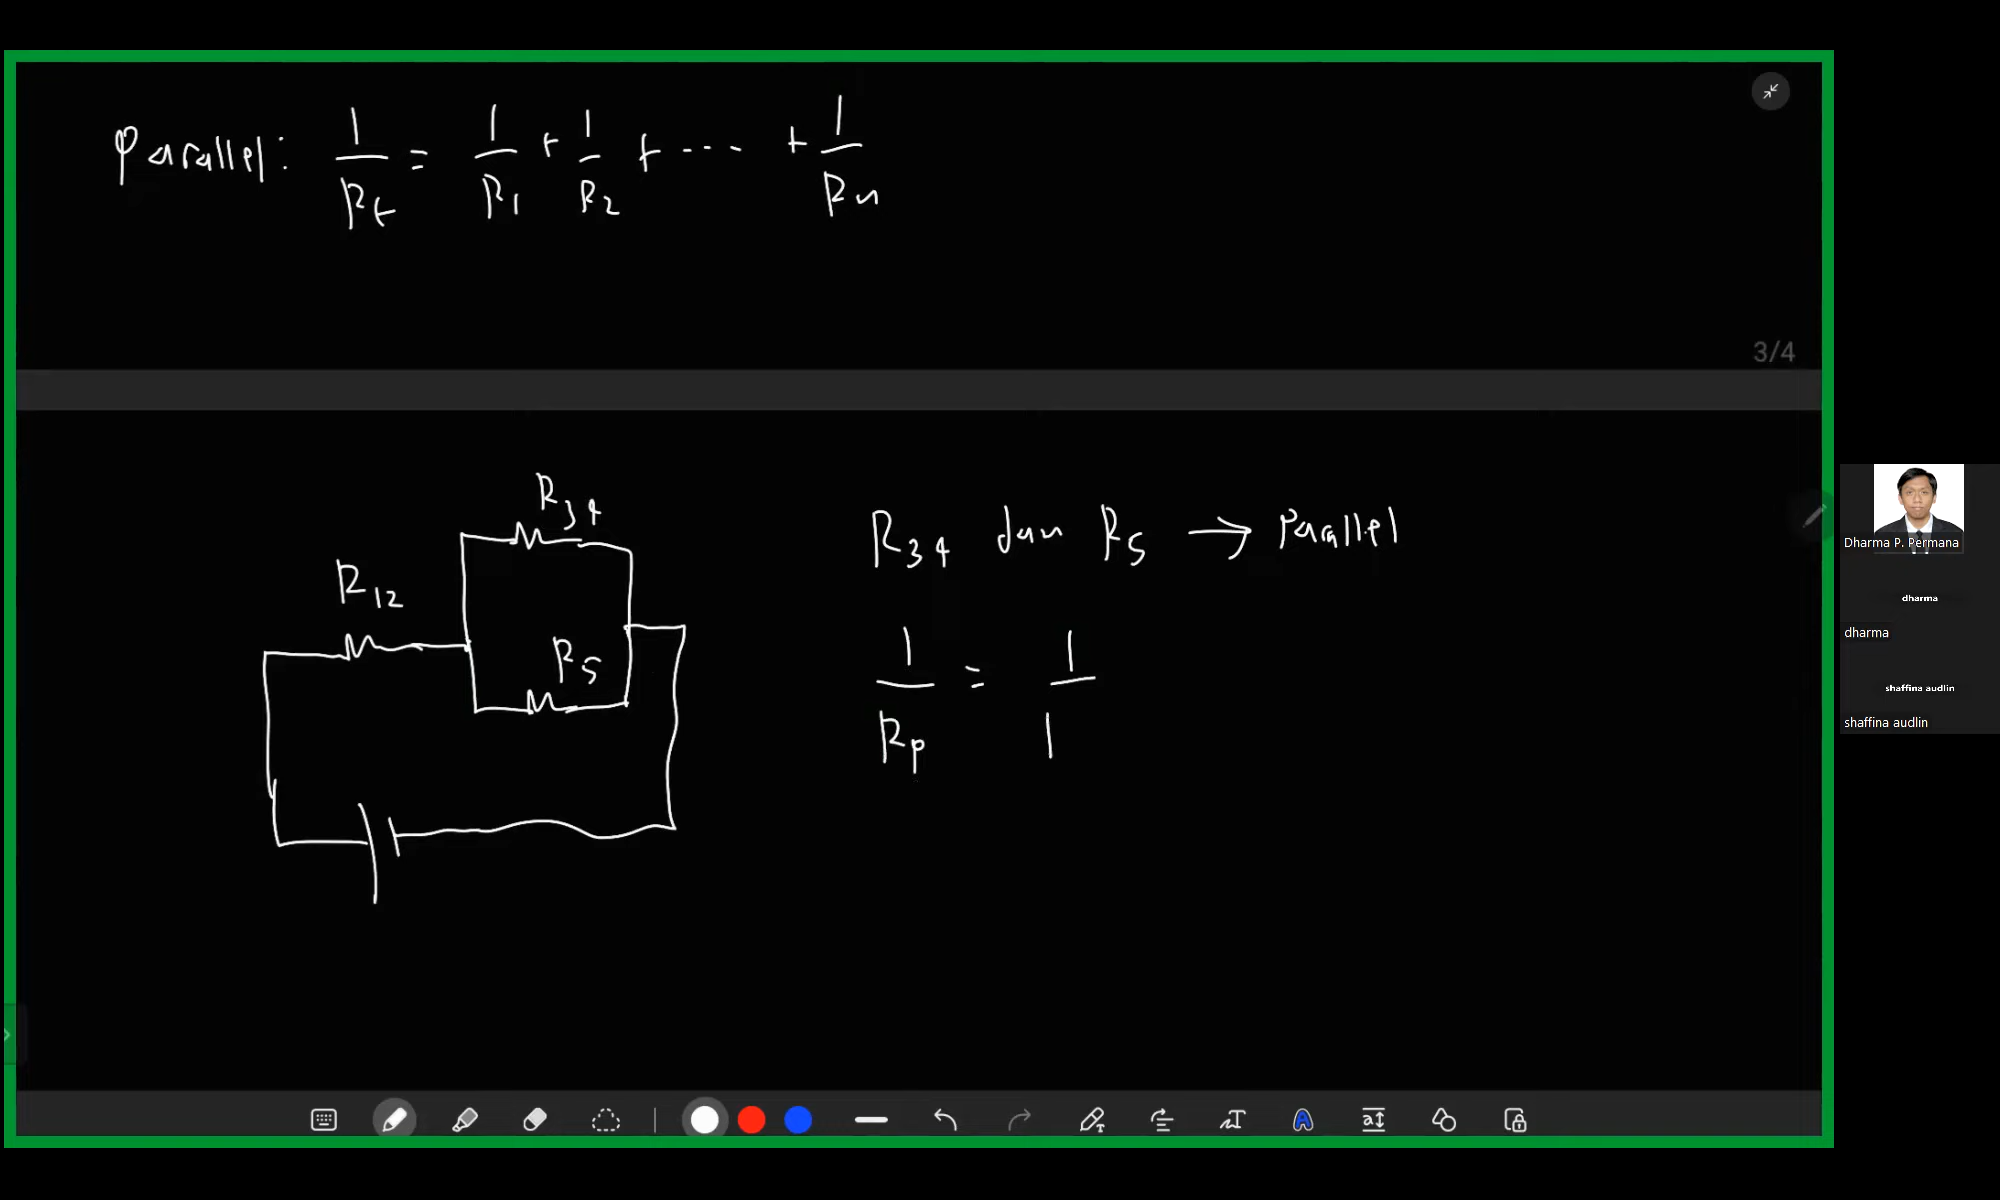 Parallel: 1/Rt = 1/R1 + 1/R2 + --- + 1/Rn
3/4
R34
R12
R5
R34 dan R5 → Parallel
1/Rp = 1/1
Dharma P. Permana
dharma
dharma
shaffina audlin
shaffina audlin